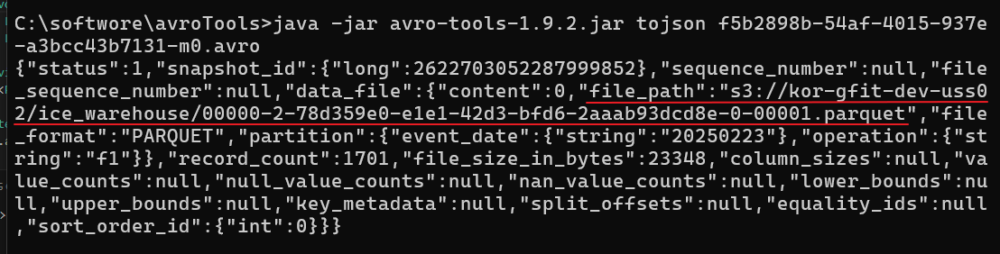 C:\softwore\avroTools>java -jar avro-tools-1.9.2.jar tojson f5b2898b-54af-4015-937e
-a3bcc43b7131-m0.avro
{"status":1,"snapshot_id":{"long":2622703052287999852},"sequence_number":null,"file
_sequence_number":null,"data_file":{"content":0,"file_path":"s3://kor-gfit-dev-uss0
2/ice_warehouse/00000-2-78d359e0-e1e1-42d3-bfd6-2aaab93dcd8e-0-00001.parquet","file
_format":"PARQUET","partition":{"event_date":{"string":"20250223"},"operation":{"st
ring":"f1"}},"record_count":1701,"file_size_in_bytes":23348,"column_sizes":null,"va
lue_counts":null,"null_value_counts":null,"nan_value_counts":null,"lower_bounds":nu
ll,"upper_bounds":null,"key_metadata":null,"split_offsets":null,"equality_ids":null
,"sort_order_id":{"int":0}}}